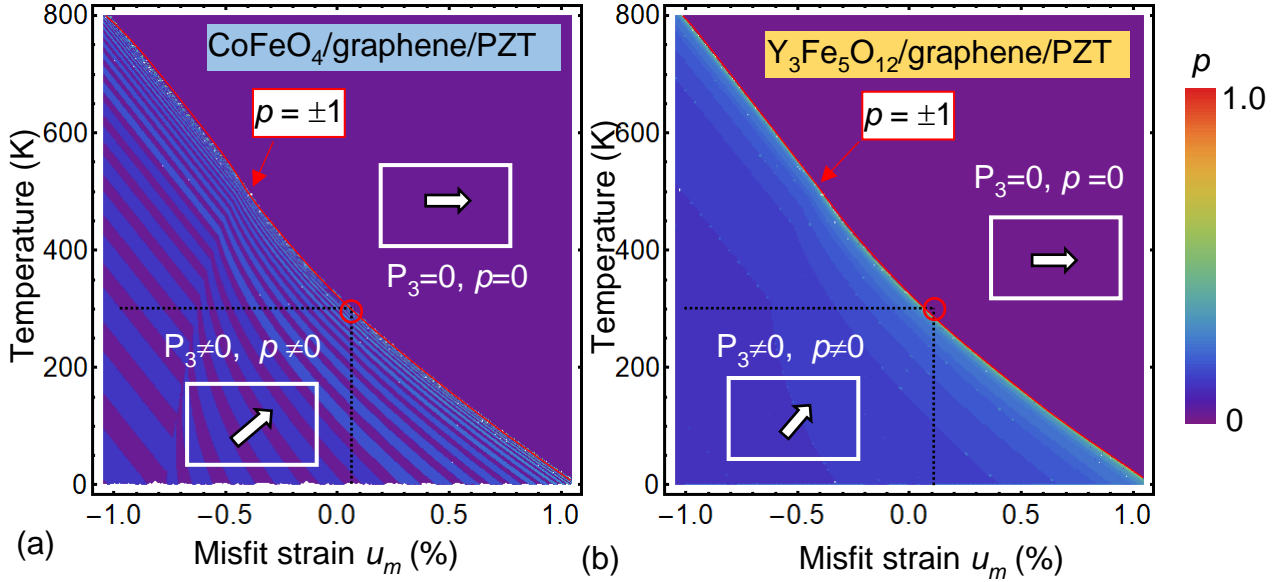 CoFeO₄/graphene/PZT
p = ±1
P₃=0, p=0
P₃≠0, p≠0
Temperature (K)
800
600
400
200
0
−1.0
−0.5
0.0
0.5
1.0
(a)
Misfit strain uₘ (%)
Y₃Fe₅O₁₂/graphene/PZT
p = ±1
P₃=0, p=0
P₃≠0, p≠0
Temperature (K)
800
600
400
200
0
−1.0
−0.5
0.0
0.5
1.0
(b)
Misfit strain uₘ (%)
p
1.0
0